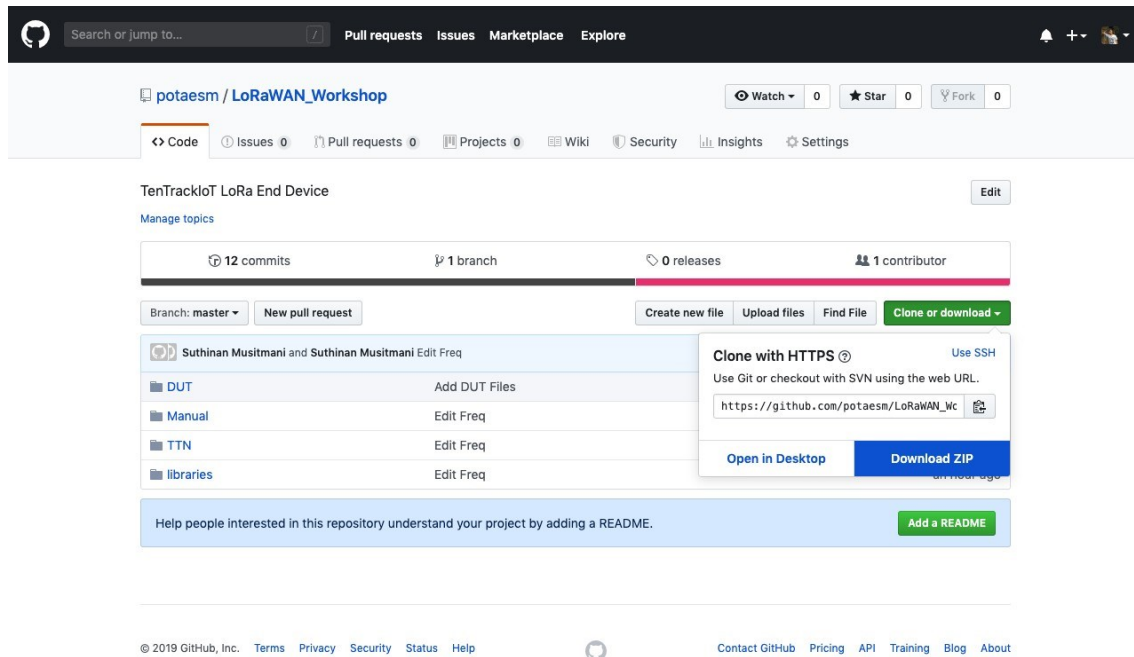 Search or jump to... / Pull requests Issues Marketplace Explore
potaesm / LoRaWAN_Workshop Watch 0 Star 0 Fork 0
<> Code Issues 0 Pull requests 0 Projects 0 Wiki Security Insights Settings
TenTrackIoT LoRa End Device Edit
Manage topics
12 commits 1 branch 0 releases 1 contributor
Branch: master New pull request Create new file Upload files Find File Clone or download
Suthinan Musitmani and Suthinan Musitmani Edit Freq
DUT Add DUT Files
Manual Edit Freq
TTN Edit Freq
libraries Edit Freq an hour ago
Clone with HTTPS ? Use SSH
Use Git or checkout with SVN using the web URL.
https://github.com/potaesm/LoRaWAN_Wo
Open in Desktop Download ZIP
Help people interested in this repository understand your project by adding a README. Add a README
© 2019 GitHub, Inc. Terms Privacy Security Status Help Contact GitHub Pricing API Training Blog About